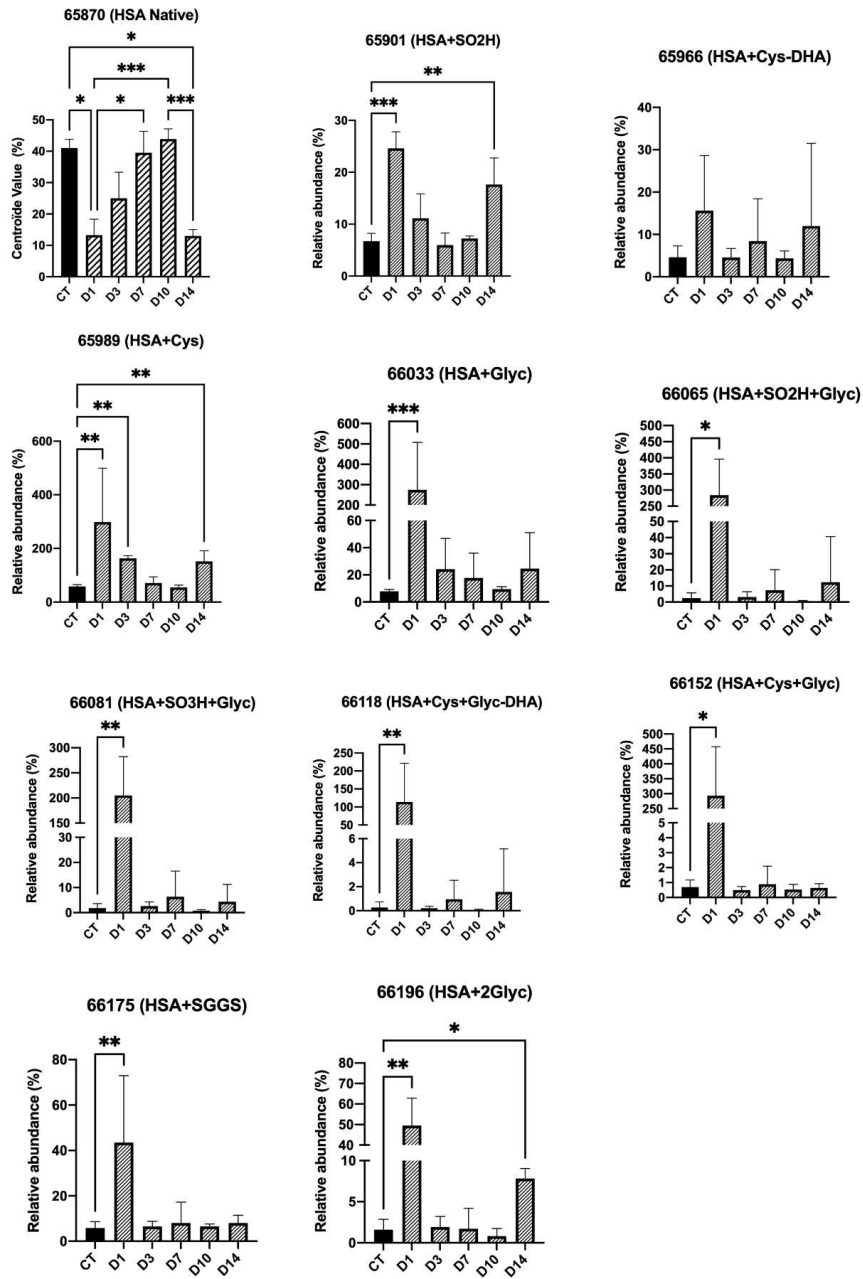 65870 (HSA Native)
*
***
* * ***
Centroïde Value (%)
50
40
30
20
10
0
CT D1 D3 D7 D10 D14
65901 (HSA+SO2H)
**
***
Relative abundance (%)
30
20
10
0
CT D1 D3 D7 D10 D14
65966 (HSA+Cys-DHA)
Relative abundance (%)
40
30
20
10
0
CT D1 D3 D7 D10 D14
65989 (HSA+Cys)
**
**
**
Relative abundance (%)
600
400
200
0
CT D1 D3 D7 D10 D14
66033 (HSA+Glyc)
***
Relative abundance (%)
600
500
400
300
200
100
60
40
20
0
CT D1 D3 D7 D10 D14
66065 (HSA+SO2H+Glyc)
*
Relative abundance (%)
500
450
400
350
300
250
200
150
50
40
30
20
10
0
CT D1 D3 D7 D10 D14
66081 (HSA+SO3H+Glyc)
**
Relative abundance (%)
300
250
200
150
100
30
20
10
0
CT D1 D3 D7 D10 D14
66118 (HSA+Cys+Glyc-DHA)
**
Relative abundance (%)
250
200
150
100
50
6
4
2
0
CT D1 D3 D7 D10 D14
66152 (HSA+Cys+Glyc)
*
Relative abundance (%)
500
450
400
350
300
250
5
4
3
2
1
0
CT D1 D3 D7 D10 D14
66175 (HSA+SGGS)
**
Relative abundance (%)
80
60
40
20
0
CT D1 D3 D7 D10 D14
66196 (HSA+2Glyc)
*
**
Relative abundance (%)
80
70
60
50
40
10
5
0
CT D1 D3 D7 D10 D14